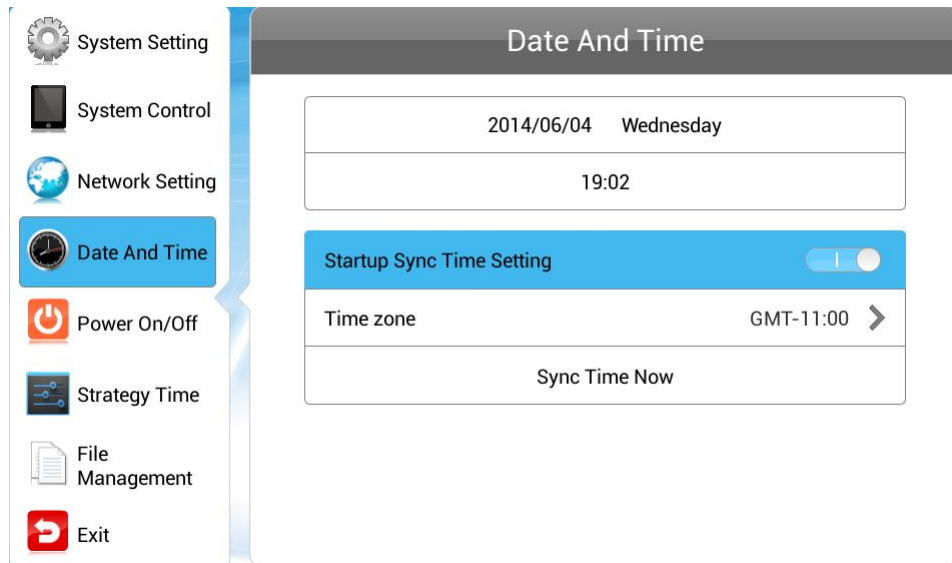 System Setting
System Control
Network Setting
Date And Time
Power On/Off
Strategy Time
File
Management
Exit
Date And Time
2014/06/04 Wednesday
19:02
Startup Sync Time Setting
Time zone GMT-11:00
Sync Time Now